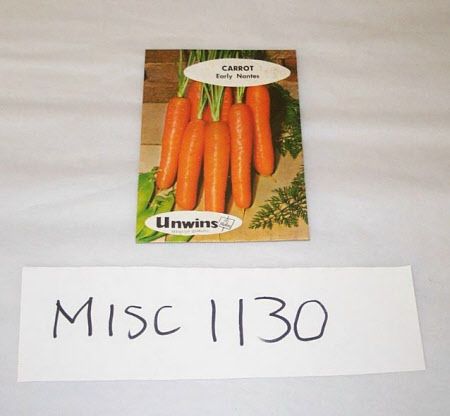 CARROT
Early Nantes
Unwins
MISC 1130